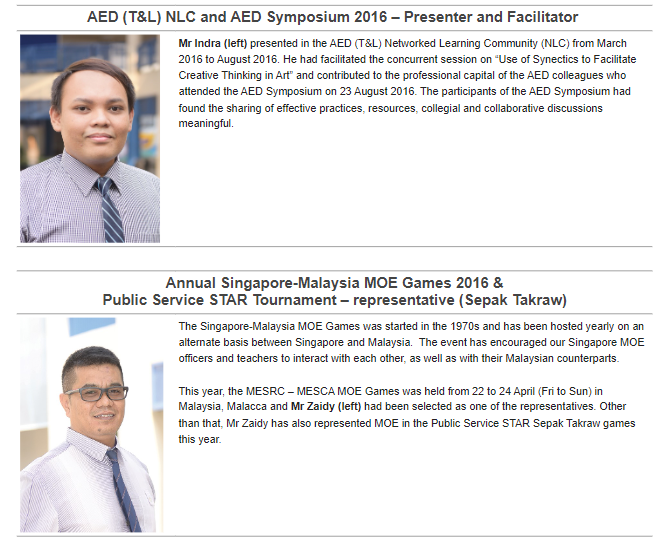 AED (T&L) NLC and AED Symposium 2016 – Presenter and Facilitator
Mr Indra (left) presented in the AED (T&L) Networked Learning Community (NLC) from March
2016 to August 2016. He had facilitated the concurrent session on “Use of Synectics to Facilitate
Creative Thinking in Art” and contributed to the professional capital of the AED colleagues who
attended the AED Symposium on 23 August 2016. The participants of the AED Symposium had
found the sharing of effective practices, resources, collegial and collaborative discussions
meaningful.
Annual Singapore-Malaysia MOE Games 2016 &
Public Service STAR Tournament – representative (Sepak Takraw)
The Singapore-Malaysia MOE Games was started in the 1970s and has been hosted yearly on an
alternate basis between Singapore and Malaysia. The event has encouraged our Singapore MOE
officers and teachers to interact with each other, as well as with their Malaysian counterparts.
This year, the MESRC – MESCA MOE Games was held from 22 to 24 April (Fri to Sun) in
Malaysia, Malacca and Mr Zaidy (left) had been selected as one of the representatives. Other
than that, Mr Zaidy has also represented MOE in the Public Service STAR Sepak Takraw games
this year.